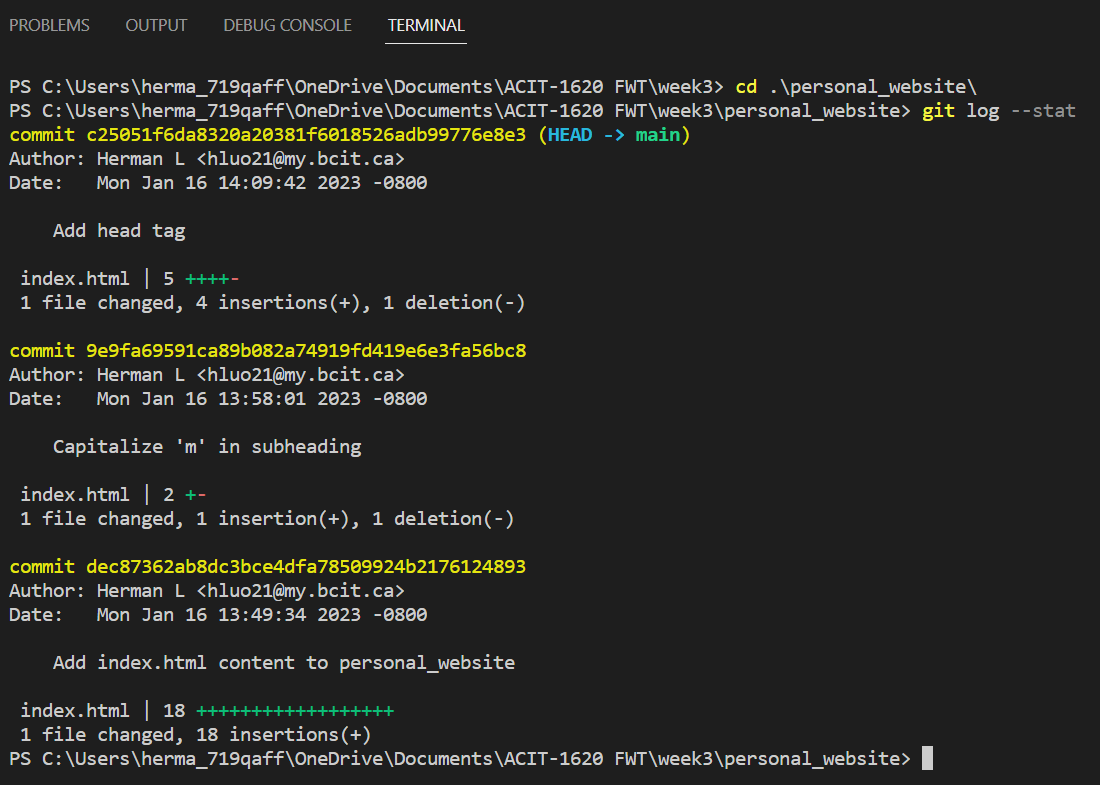 PROBLEMS OUTPUT DEBUG CONSOLE TERMINAL
PS C:\Users\herma_719qaff\OneDrive\Documents\ACIT-1620 FWT\week3> cd .\personal_website\
PS C:\Users\herma_719qaff\OneDrive\Documents\ACIT-1620 FWT\week3\personal_website> git log --stat
commit c25051f6da8320a20381f6018526adb99776e8e3 (HEAD -> main)
Author: Herman L <hluo21@my.bcit.ca>
Date:   Mon Jan 16 14:09:42 2023 -0800
    Add head tag
 index.html | 5 ++++-
 1 file changed, 4 insertions(+), 1 deletion(-)
commit 9e9fa69591ca89b082a74919fd419e6e3fa56bc8
Author: Herman L <hluo21@my.bcit.ca>
Date:   Mon Jan 16 13:58:01 2023 -0800
    Capitalize 'm' in subheading
 index.html | 2 +-
 1 file changed, 1 insertion(+), 1 deletion(-)
commit dec87362ab8dc3bce4dfa78509924b2176124893
Author: Herman L <hluo21@my.bcit.ca>
Date:   Mon Jan 16 13:49:34 2023 -0800
    Add index.html content to personal_website
 index.html | 18 ++++++++++++++++++
 1 file changed, 18 insertions(+)
PS C:\Users\herma_719qaff\OneDrive\Documents\ACIT-1620 FWT\week3\personal_website>